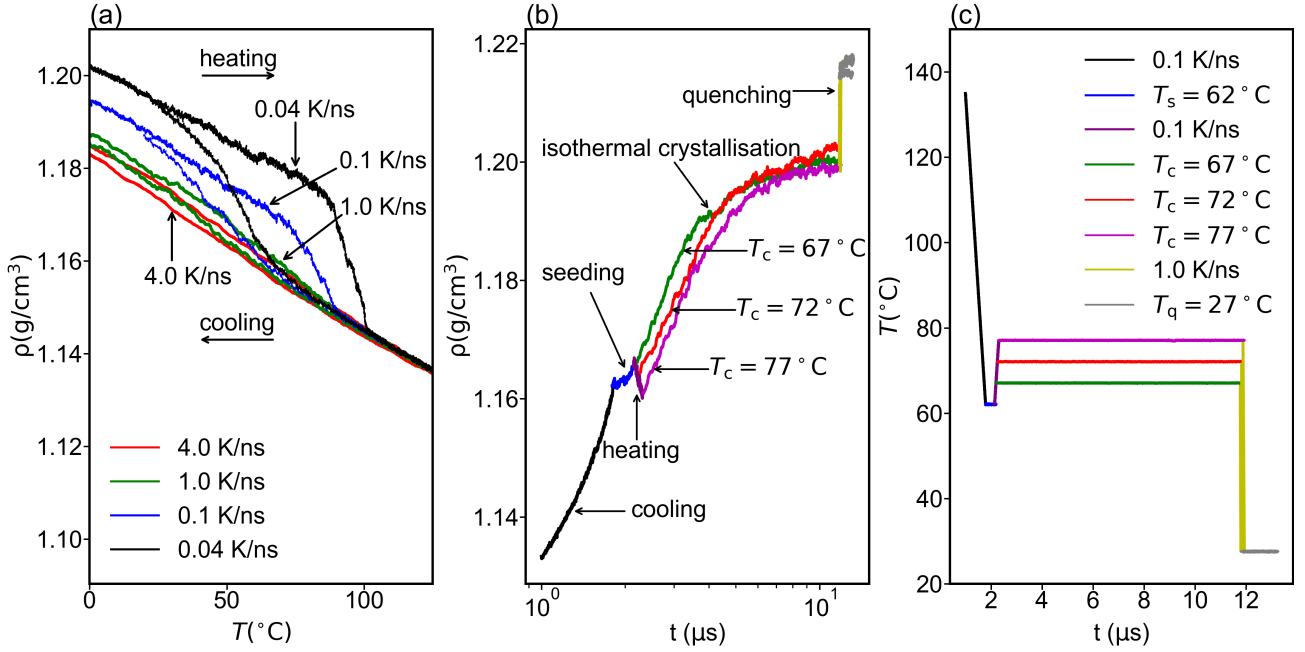 (a)
heating
0.04 K/ns
0.1 K/ns
1.0 K/ns
4.0 K/ns
cooling
4.0 K/ns
1.0 K/ns
0.1 K/ns
0.04 K/ns
1.20
1.18
1.16
1.14
1.12
1.10
ρ(g/cm³)
0
50
100
T(°C)
(b)
quenching
isothermal crystallisation
seeding
T_c = 67°C
T_c = 72°C
T_c = 77°C
heating
cooling
1.22
1.20
1.18
1.16
1.14
ρ(g/cm³)
10⁰
10¹
t (μs)
(c)
0.1 K/ns
T_s = 62°C
0.1 K/ns
T_c = 67°C
T_c = 72°C
T_c = 77°C
1.0 K/ns
T_q = 27°C
140
120
100
80
60
40
20
T(°C)
2
4
6
8
10
12
t (μs)